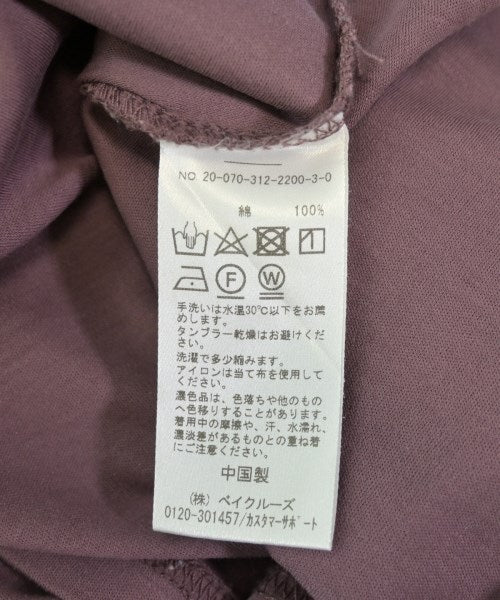 NO 20-070-312-2200-3-0
綿 100%
F W
手洗いは水温30℃以下をお薦
めします。
タンブラー乾燥はお避けくださ
い。
洗濯で多少縮みます。
アイロンは当て布を使用して
ください。
濃色品は、色落ちや他のもの
へ色移りすることがあります。
着用中の摩擦や、汗、水濡れ、
濃淡差があるものとの重ね着
にご注意ください。
中国製
(株) ベイクルーズ
0120-301457/カスタマーサポート